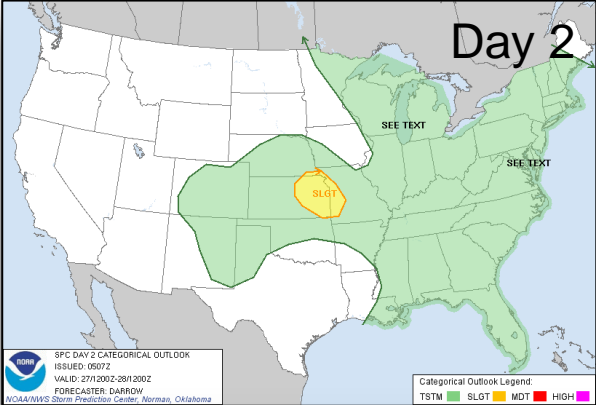 Day 2
SEE TEXT
SEE TEXT
SLGT
SPC DAY 2 CATEGORICAL OUTLOOK
ISSUED: 0507Z
VALID: 27/1200Z-28/1200Z
FORECASTER: DARROW
NOAA/NWS Storm Prediction Center, Norman, Oklahoma
NOAA
Categorical Outlook Legend:
TSTM SLGT MDT HIGH